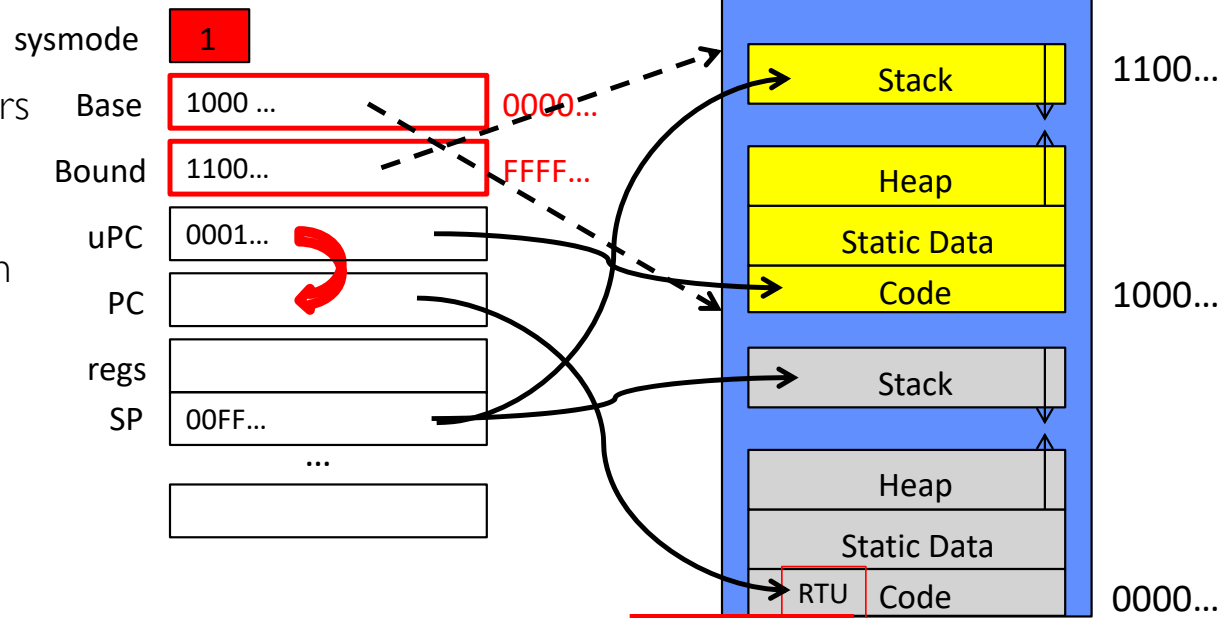 sysmode 1
rs Base 1000 ... 0000...
Bound 1100... FFFF...
uPC 0001...
n
PC
regs
SP 00FF...
...
Stack 1100...
Heap
Static Data
Code 1000...
Stack
Heap
Static Data
RTU Code 0000...